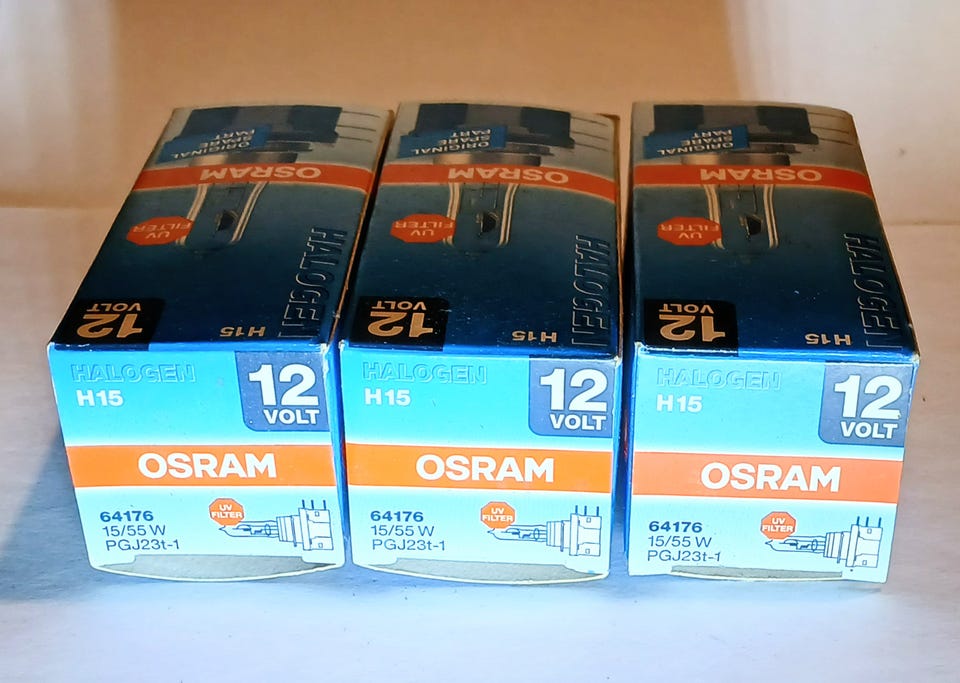 ORIGINAL
SPARE
PART
OSRAM
UV
FILTER
HALOGEN
12
VOLT
H15
ORIGINAL
SPARE
PART
OSRAM
UV
FILTER
HALOGEN
12
VOLT
H15
ORIGINAL
SPARE
PART
OSRAM
UV
FILTER
HALOGEN
12
VOLT
H15
HALOGEN
H15
12
VOLT
OSRAM
UV
FILTER
64176
15/55 W
PGJ23t-1
HALOGEN
H15
12
VOLT
OSRAM
UV
FILTER
64176
15/55 W
PGJ23t-1
HALOGEN
H15
12
VOLT
OSRAM
UV
FILTER
64176
15/55 W
PGJ23t-1